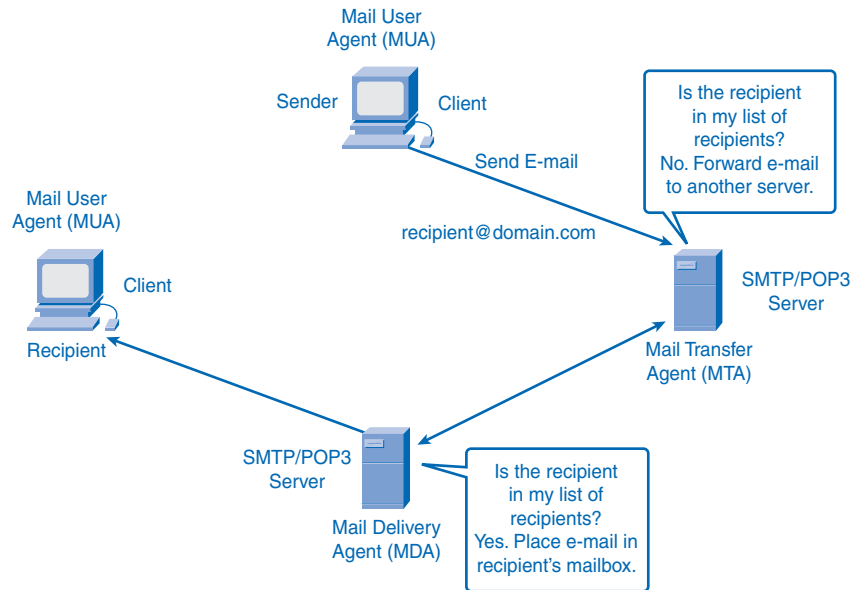 Mail User
Agent (MUA)
Sender
Client
Is the recipient
in my list of
recipients?
No. Forward e-mail
to another server.
Send E-mail
Mail User
Agent (MUA)
recipient@domain.com
Client
SMTP/POP3
Server
Recipient
Mail Transfer
Agent (MTA)
SMTP/POP3
Server
Is the recipient
in my list of
recipients?
Yes. Place e-mail in
recipient’s mailbox.
Mail Delivery
Agent (MDA)